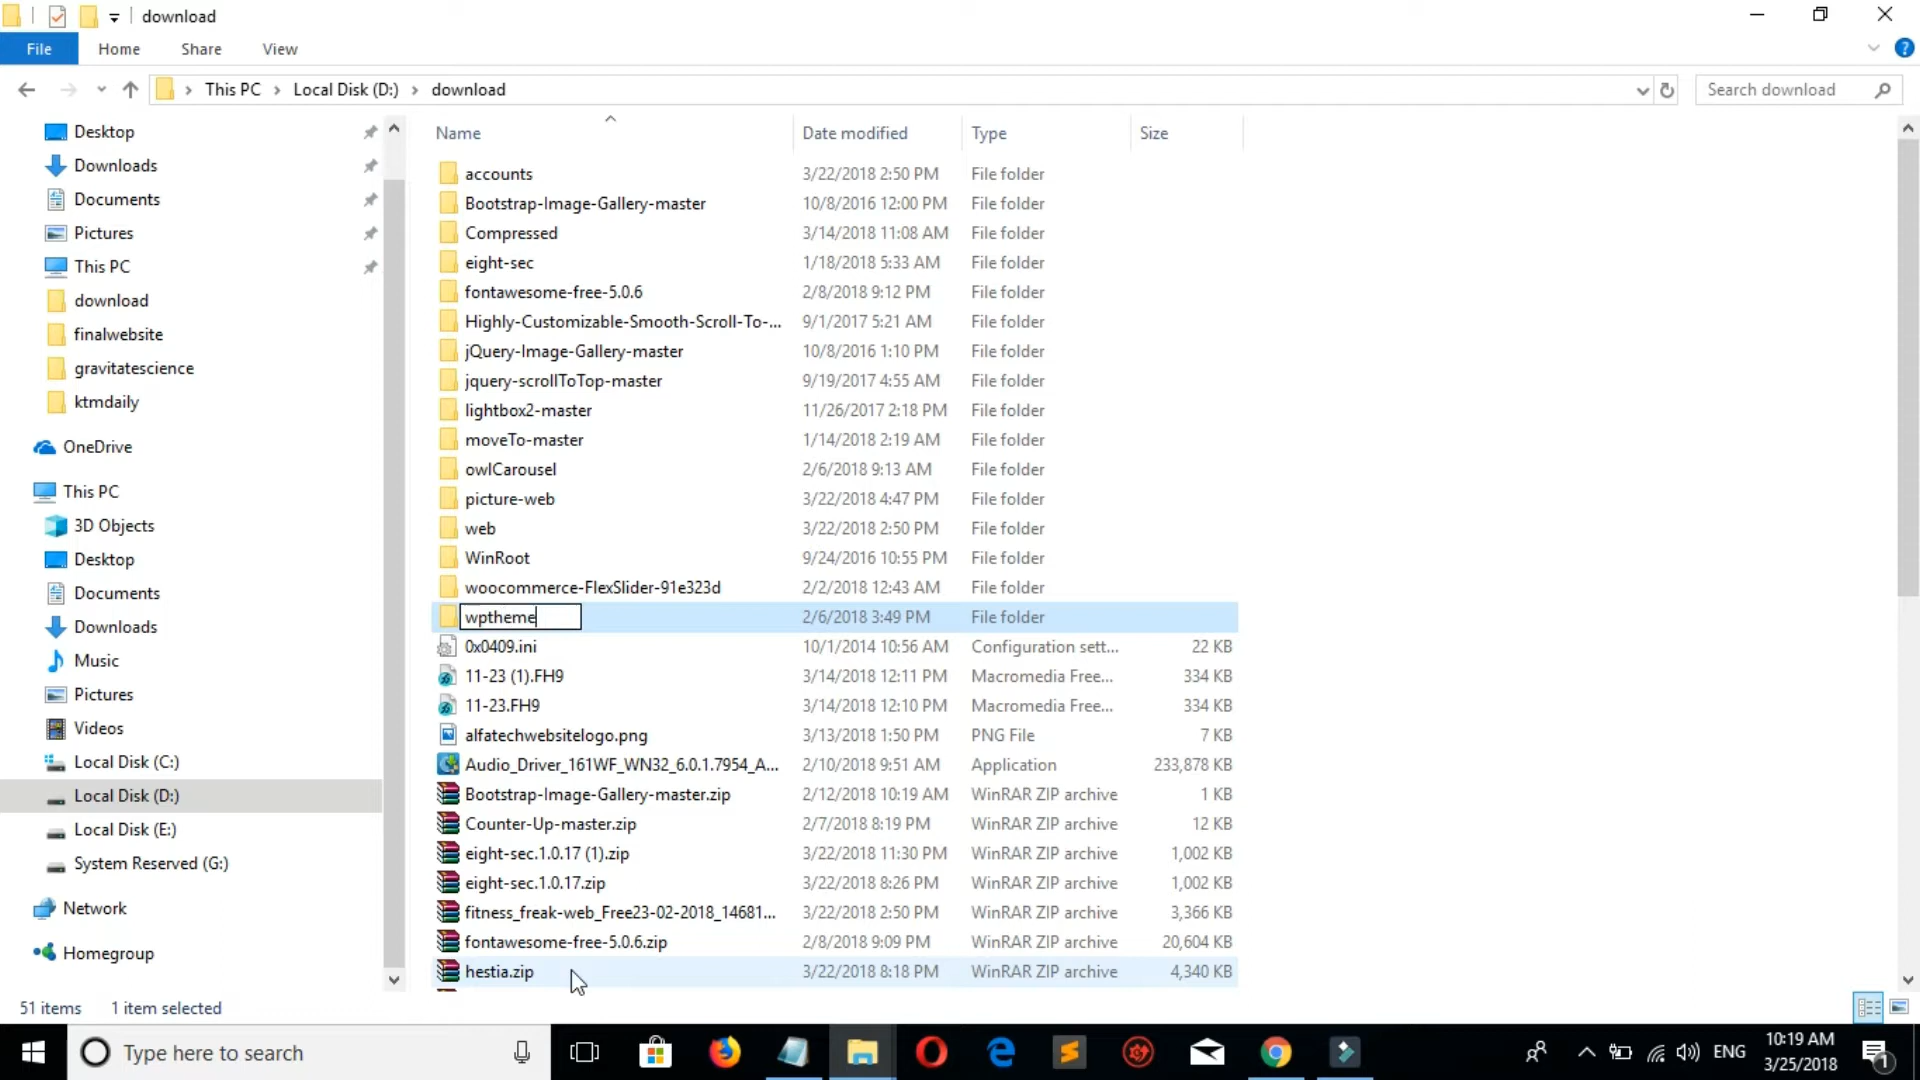 download
File Home Share View
This PC Local Disk (D:) download
Search download
Desktop
Downloads
Documents
Pictures
This PC
download
finalwebsite
gravitatescience
ktmdaily
OneDrive
This PC
3D Objects
Desktop
Documents
Downloads
Music
Pictures
Videos
Local Disk (C:)
Local Disk (D:)
Local Disk (E:)
System Reserved (G:)
Network
Homegroup
Name Date modified Type Size
accounts 3/22/2018 2:50 PM File folder
Bootstrap-Image-Gallery-master 10/8/2016 12:00 PM File folder
Compressed 3/14/2018 11:08 AM File folder
eight-sec 1/18/2018 5:33 AM File folder
fontawesome-free-5.0.6 2/8/2018 9:12 PM File folder
Highly-Customizable-Smooth-Scroll-To-... 9/1/2017 5:21 AM File folder
jQuery-Image-Gallery-master 10/8/2016 1:10 PM File folder
jquery-scrollToTop-master 9/19/2017 4:55 AM File folder
lightbox2-master 11/26/2017 2:18 PM File folder
moveTo-master 1/14/2018 2:19 AM File folder
owlCarousel 2/6/2018 9:13 AM File folder
picture-web 3/22/2018 4:47 PM File folder
web 3/22/2018 2:50 PM File folder
WinRoot 9/24/2016 10:55 PM File folder
woocommerce-FlexSlider-91e323d 2/2/2018 12:43 AM File folder
wptheme 2/6/2018 3:49 PM File folder
0x0409.ini 10/1/2014 10:56 AM Configuration sett... 22 KB
11-23 (1).FH9 3/14/2018 12:11 PM Macromedia Free... 334 KB
11-23.FH9 3/14/2018 12:10 PM Macromedia Free... 334 KB
alfatechwebsitelogo.png 3/13/2018 1:50 PM PNG File 7 KB
Audio_Driver_161WF_WN32_6.0.1.7954_A... 2/10/2018 9:51 AM Application 233,878 KB
Bootstrap-Image-Gallery-master.zip 2/12/2018 10:19 AM WinRAR ZIP archive 1 KB
Counter-Up-master.zip 2/7/2018 8:19 PM WinRAR ZIP archive 12 KB
eight-sec.1.0.17 (1).zip 3/22/2018 11:30 PM WinRAR ZIP archive 1,002 KB
eight-sec.1.0.17.zip 3/22/2018 8:26 PM WinRAR ZIP archive 1,002 KB
fitness_freak-web_Free23-02-2018_14681... 3/22/2018 2:50 PM WinRAR ZIP archive 3,366 KB
fontawesome-free-5.0.6.zip 2/8/2018 9:09 PM WinRAR ZIP archive 20,604 KB
hestia.zip 3/22/2018 8:18 PM WinRAR ZIP archive 4,340 KB
51 items 1 item selected
Type here to search
ENG
10:19 AM
3/25/2018
1